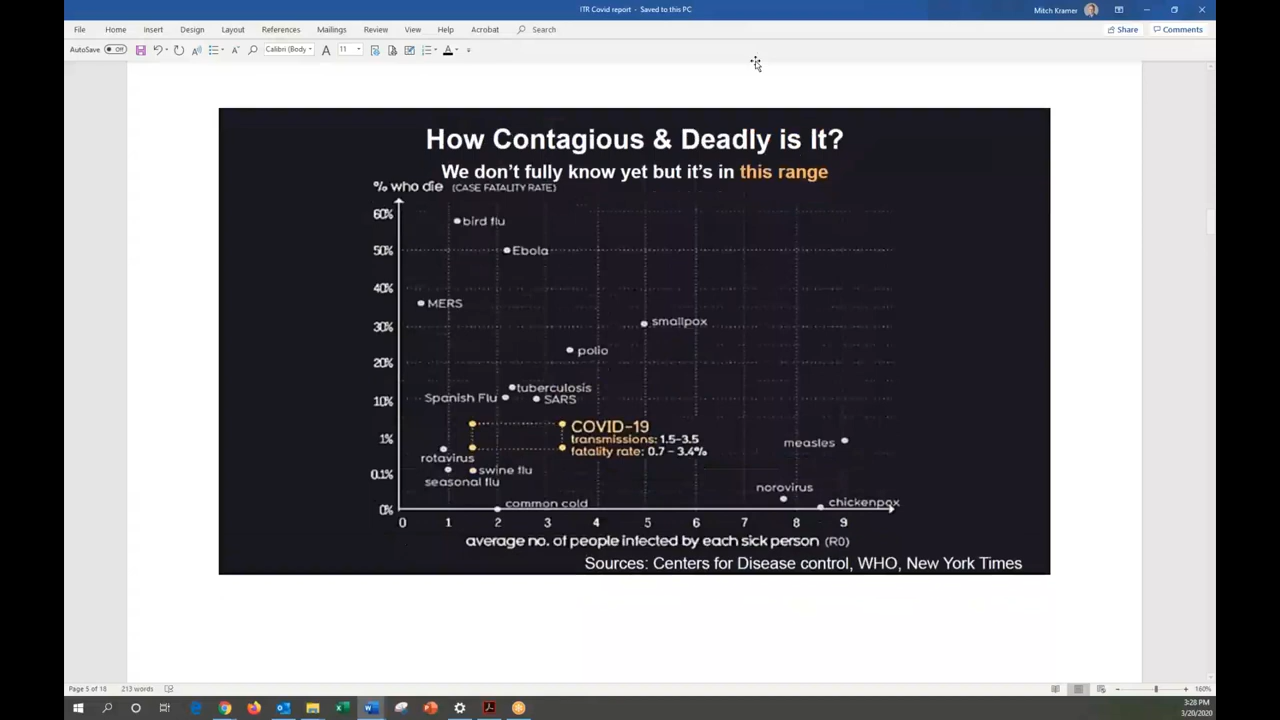 ITR Covid report - Saved to this PC
Mitch Kramer
File Home Insert Design Layout References Mailings Review View Help Acrobat Search
Share Comments
AutoSave Off
Calibri (Body 11
How Contagious & Deadly is It?
We don't fully know yet but it's in this range
% who die (CASE FATALITY RATE)
60%
bird flu
50%
Ebola
40%
MERS
30%
smallpox
20%
polio
tuberculosis
10%
Spanish Flu
SARS
COVID-19
1%
transmissions: 1.5-3.5
measles
fatality rate: 0.7 - 3.4%
rotavirus
0.1%
swine flu
seasonal flu
norovirus
common cold
chickenpox
0%
0 1 2 3 4 5 6 7 8 9
average no. of people infected by each sick person (R0)
Sources: Centers for Disease control, WHO, New York Times
Page 5 of 18 213 words
160%
3:28 PM
3/20/2020